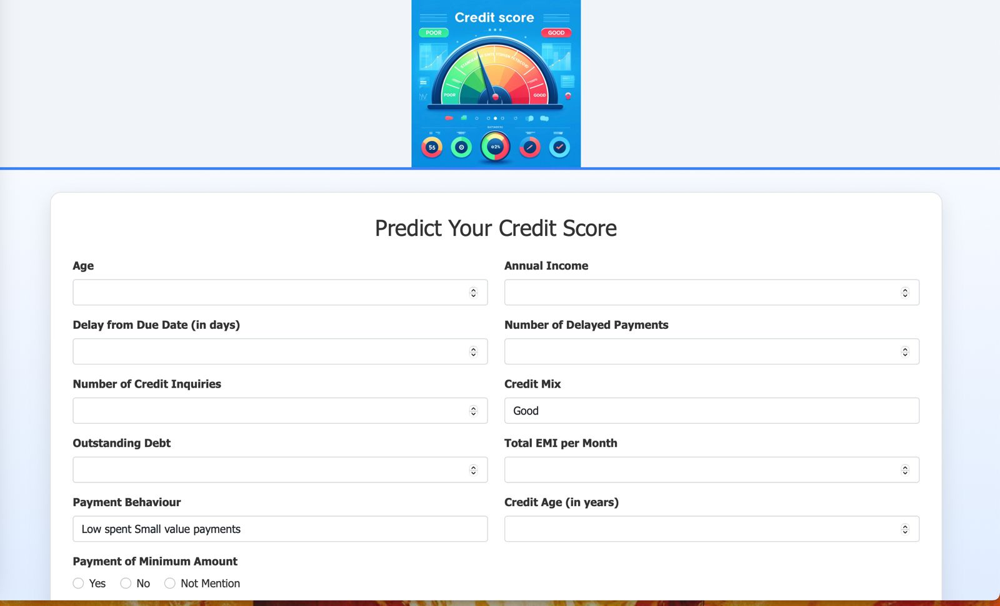 Credit score
POOR
GOOD
POOR
GOOD
55
02%
Predict Your Credit Score
Age
Annual Income
Delay from Due Date (in days)
Number of Delayed Payments
Number of Credit Inquiries
Credit Mix
Good
Outstanding Debt
Total EMI per Month
Payment Behaviour
Credit Age (in years)
Low spent Small value payments
Payment of Minimum Amount
Yes No Not Mention